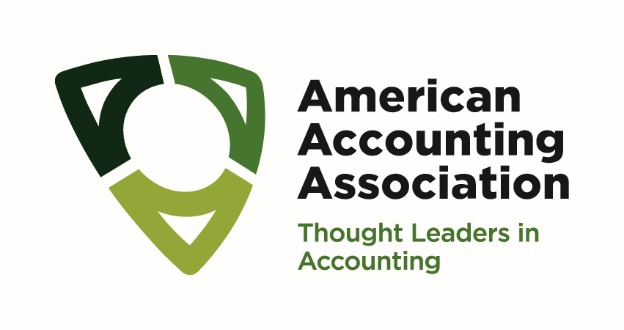 American
Accounting
Association
Thought Leaders in
Accounting